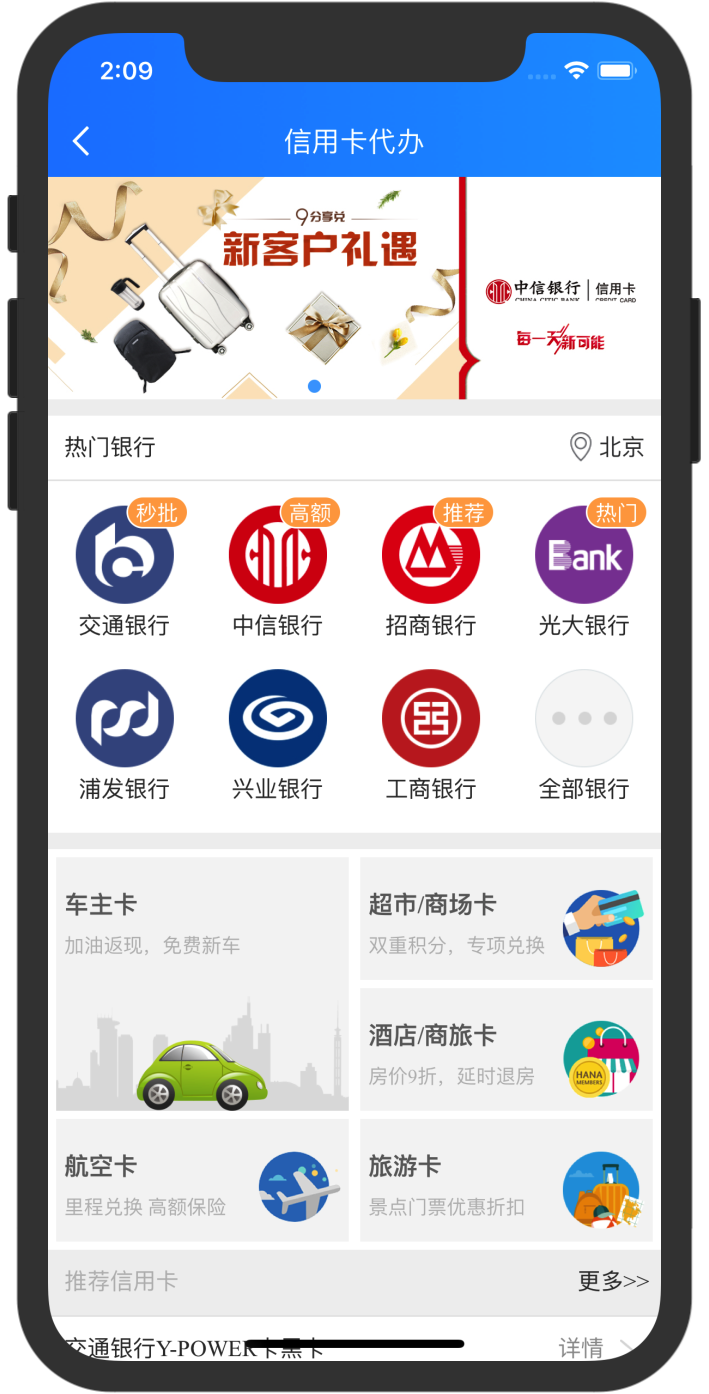 2:09
信用卡代办
9分享兑
新客户礼遇
中信银行 信用卡
CHINA CITIC BANK CREDIT CARD
每一天新可能
热门银行
北京
秒批 高额 推荐 热门
Bank
交通银行 中信银行 招商银行 光大银行
浦发银行 兴业银行 工商银行 全部银行
车主卡
加油返现，免费新车
超市/商场卡
双重积分，专项兑换
酒店/商旅卡
房价9折，延时退房
HANA
MEMBERS
航空卡
里程兑换 高额保险
旅游卡
景点门票优惠折扣
推荐信用卡
更多>>
交通银行Y-POWER卡黑卡
详情